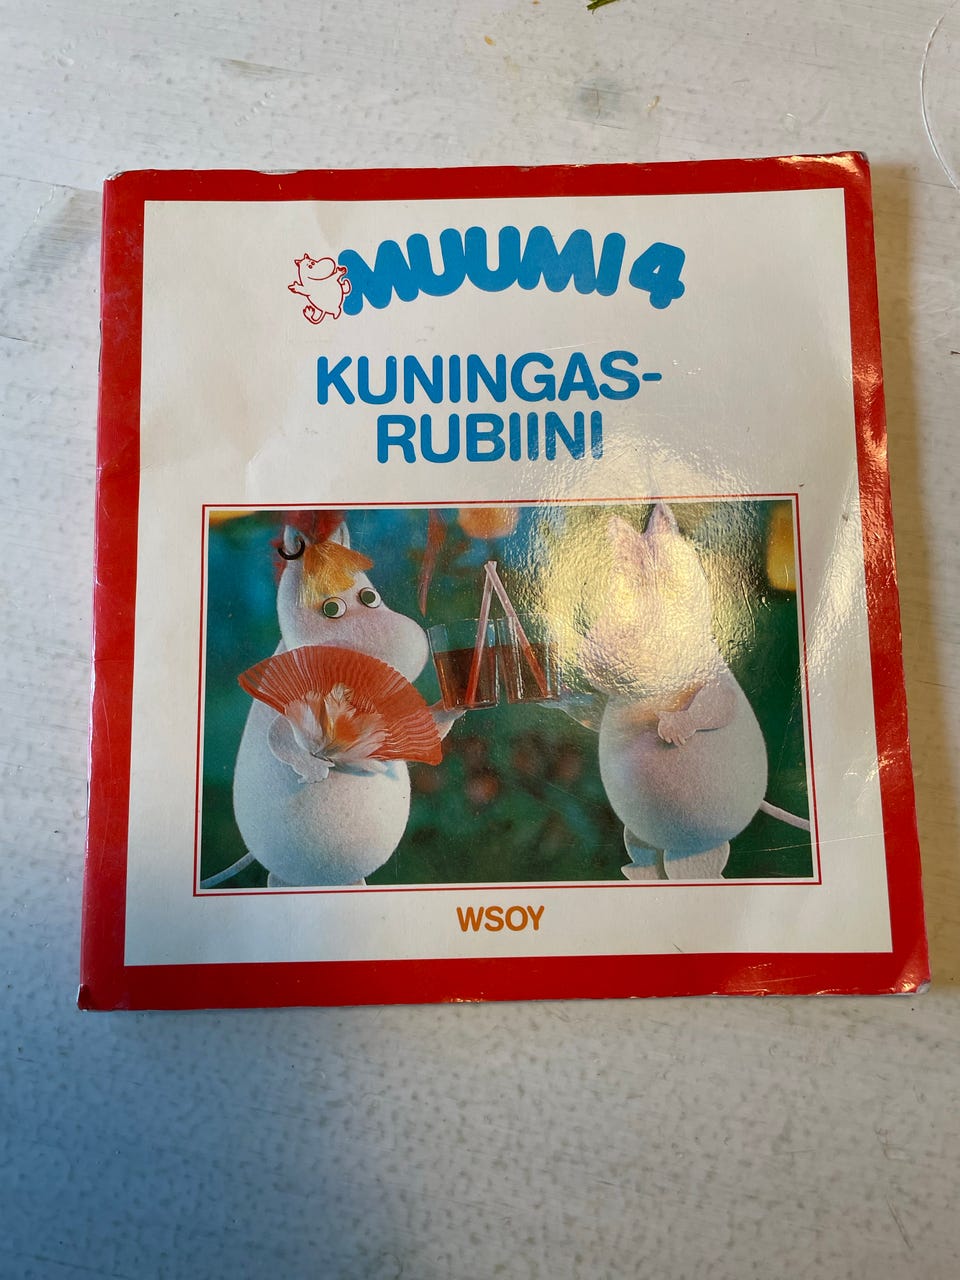 MUUMI 4
KUNINGAS-
RUBIINI
WSOY